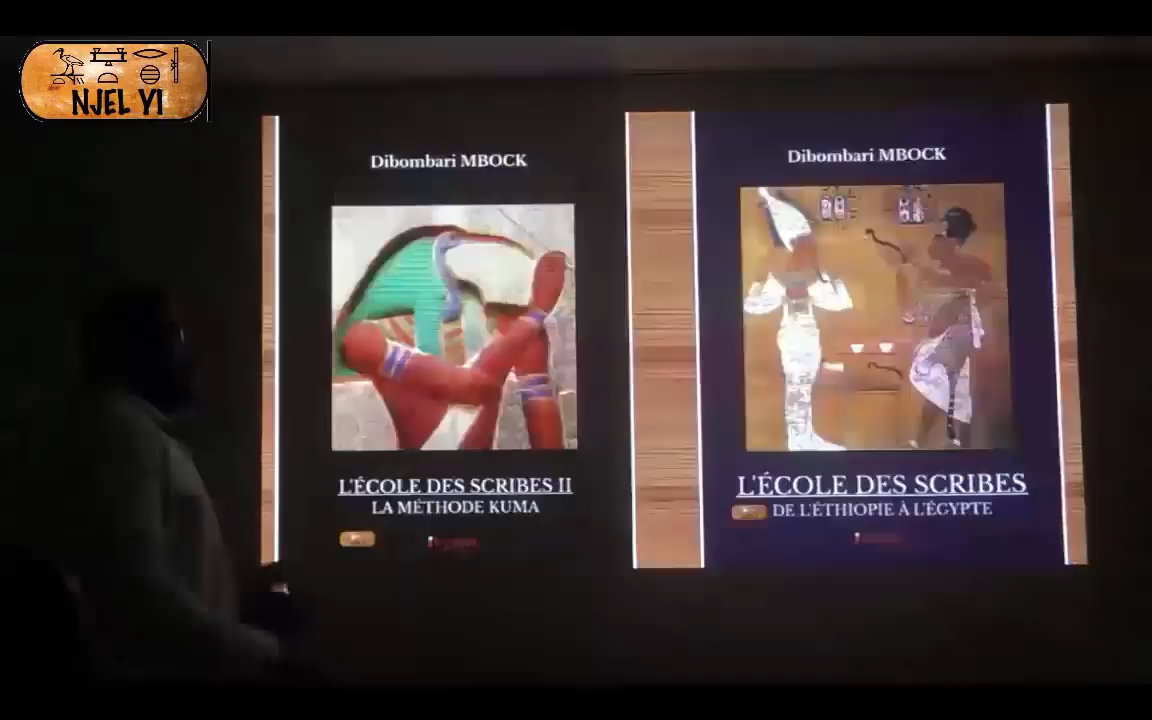 NJEL YI
Dibombari MBOCK
L'ÉCOLE DES SCRIBES II
LA MÉTHODE KUMA
Dibombari MBOCK
L'ÉCOLE DES SCRIBES
DE L'ÉTHIOPIE À L'ÉGYPTE